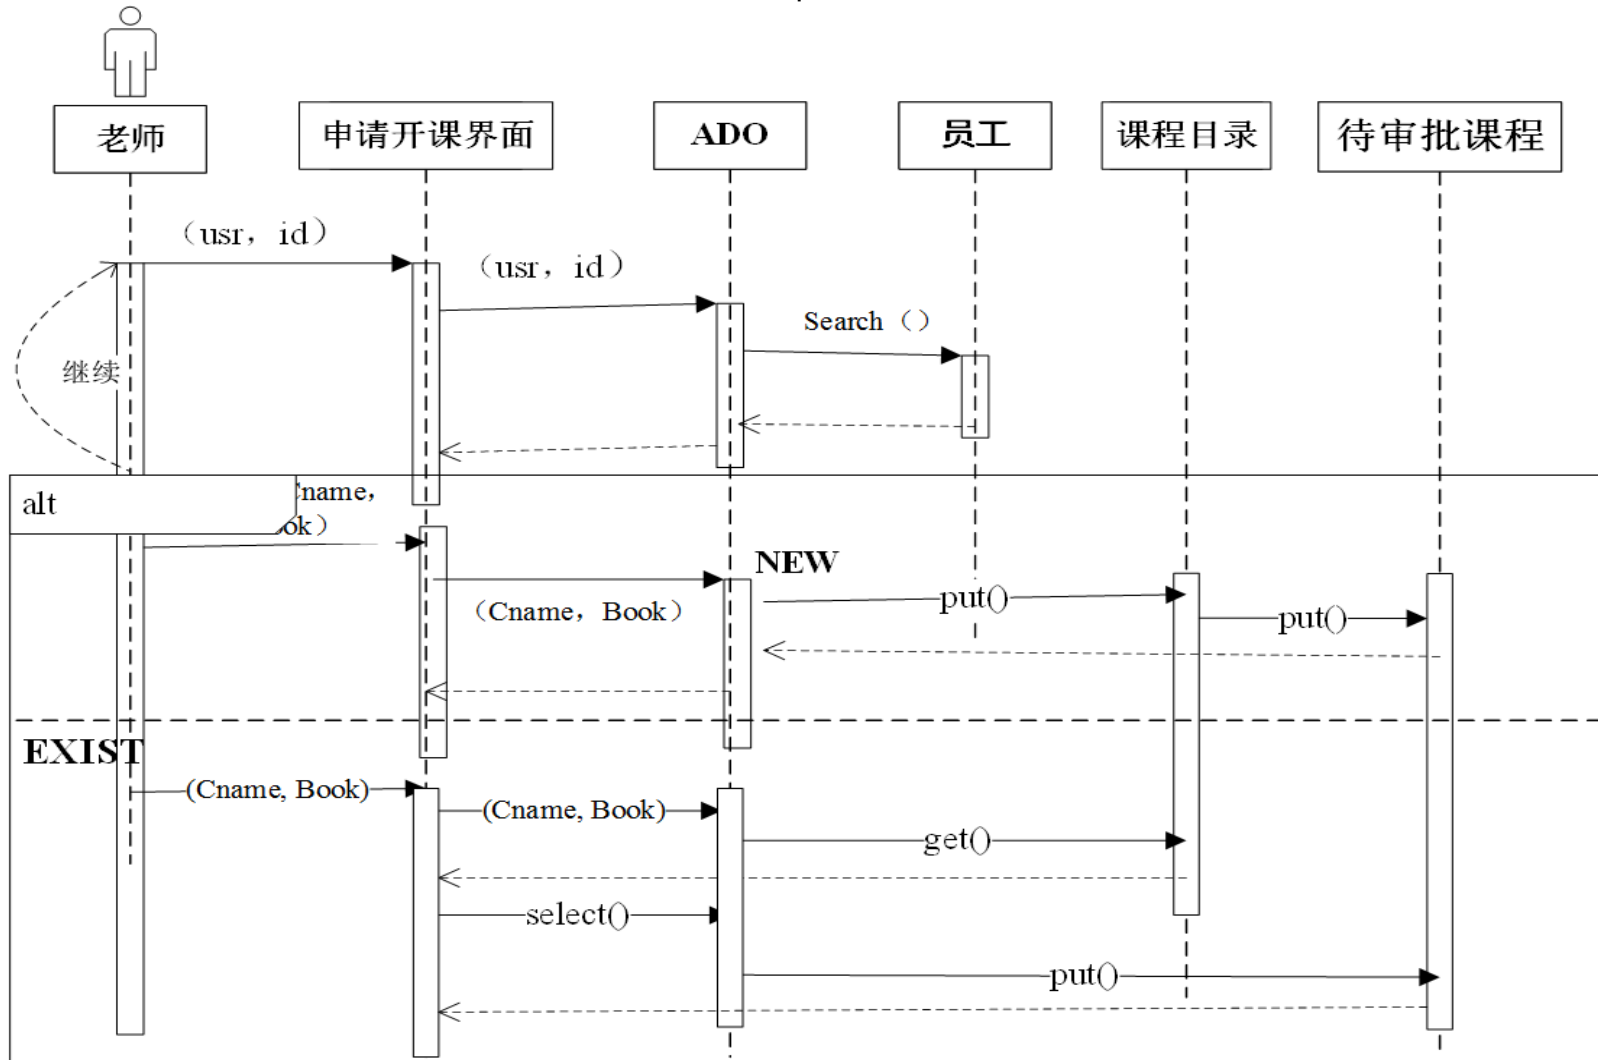 老师
申请开课界面
ADO
员工
课程目录
待审批课程
（usr，id）
（usr，id）
Search（）
继续
alt
name，
ok）
NEW
（Cname，Book）
put()
put()
EXIST
(Cname, Book)
(Cname, Book)
get()
select()
put()